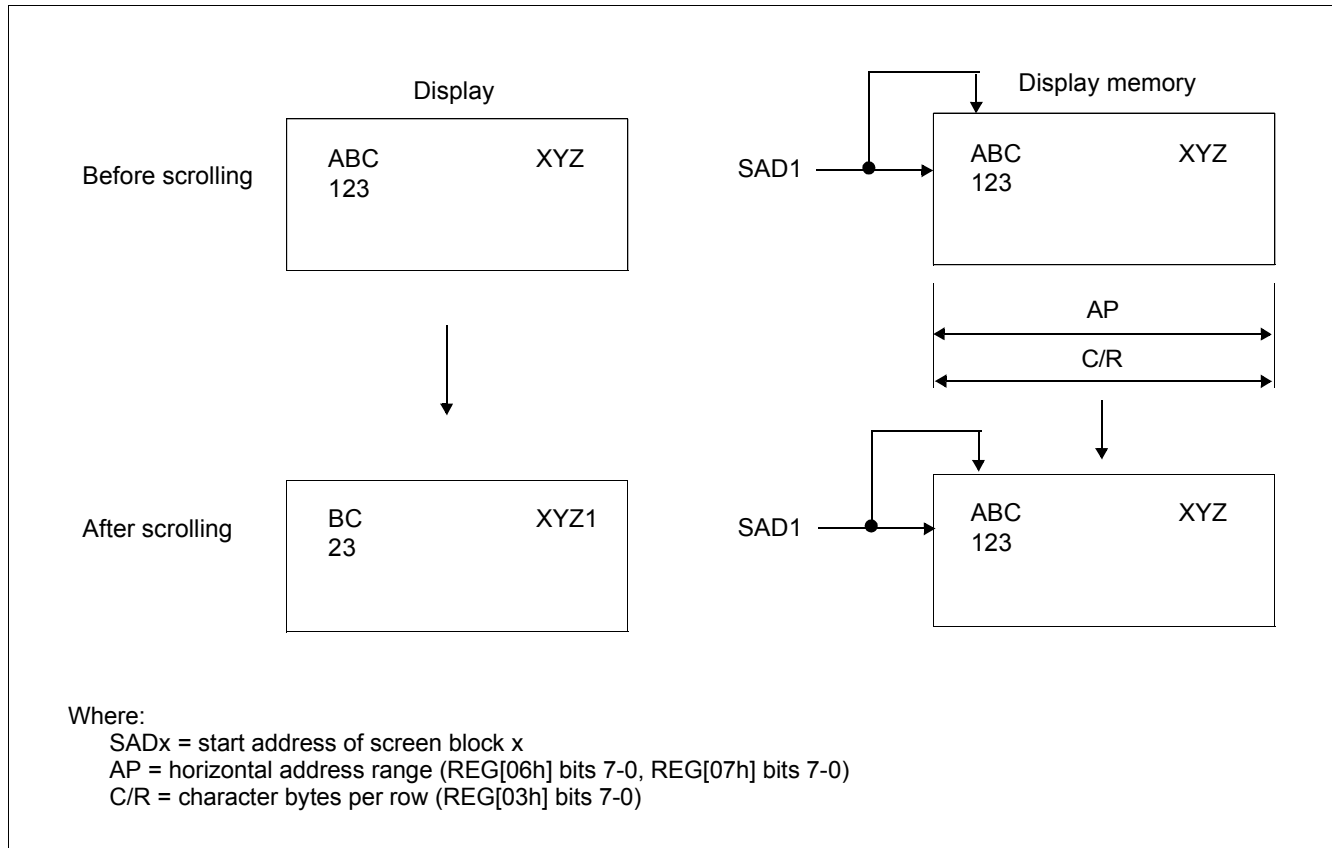 Display
Display memory
Before scrolling
ABC XYZ
123
SAD1
ABC XYZ
123
AP
C/R
After scrolling
BC XYZ1
23
SAD1
ABC XYZ
123
Where:
SADx = start address of screen block x
AP = horizontal address range (REG[06h] bits 7-0, REG[07h] bits 7-0)
C/R = character bytes per row (REG[03h] bits 7-0)